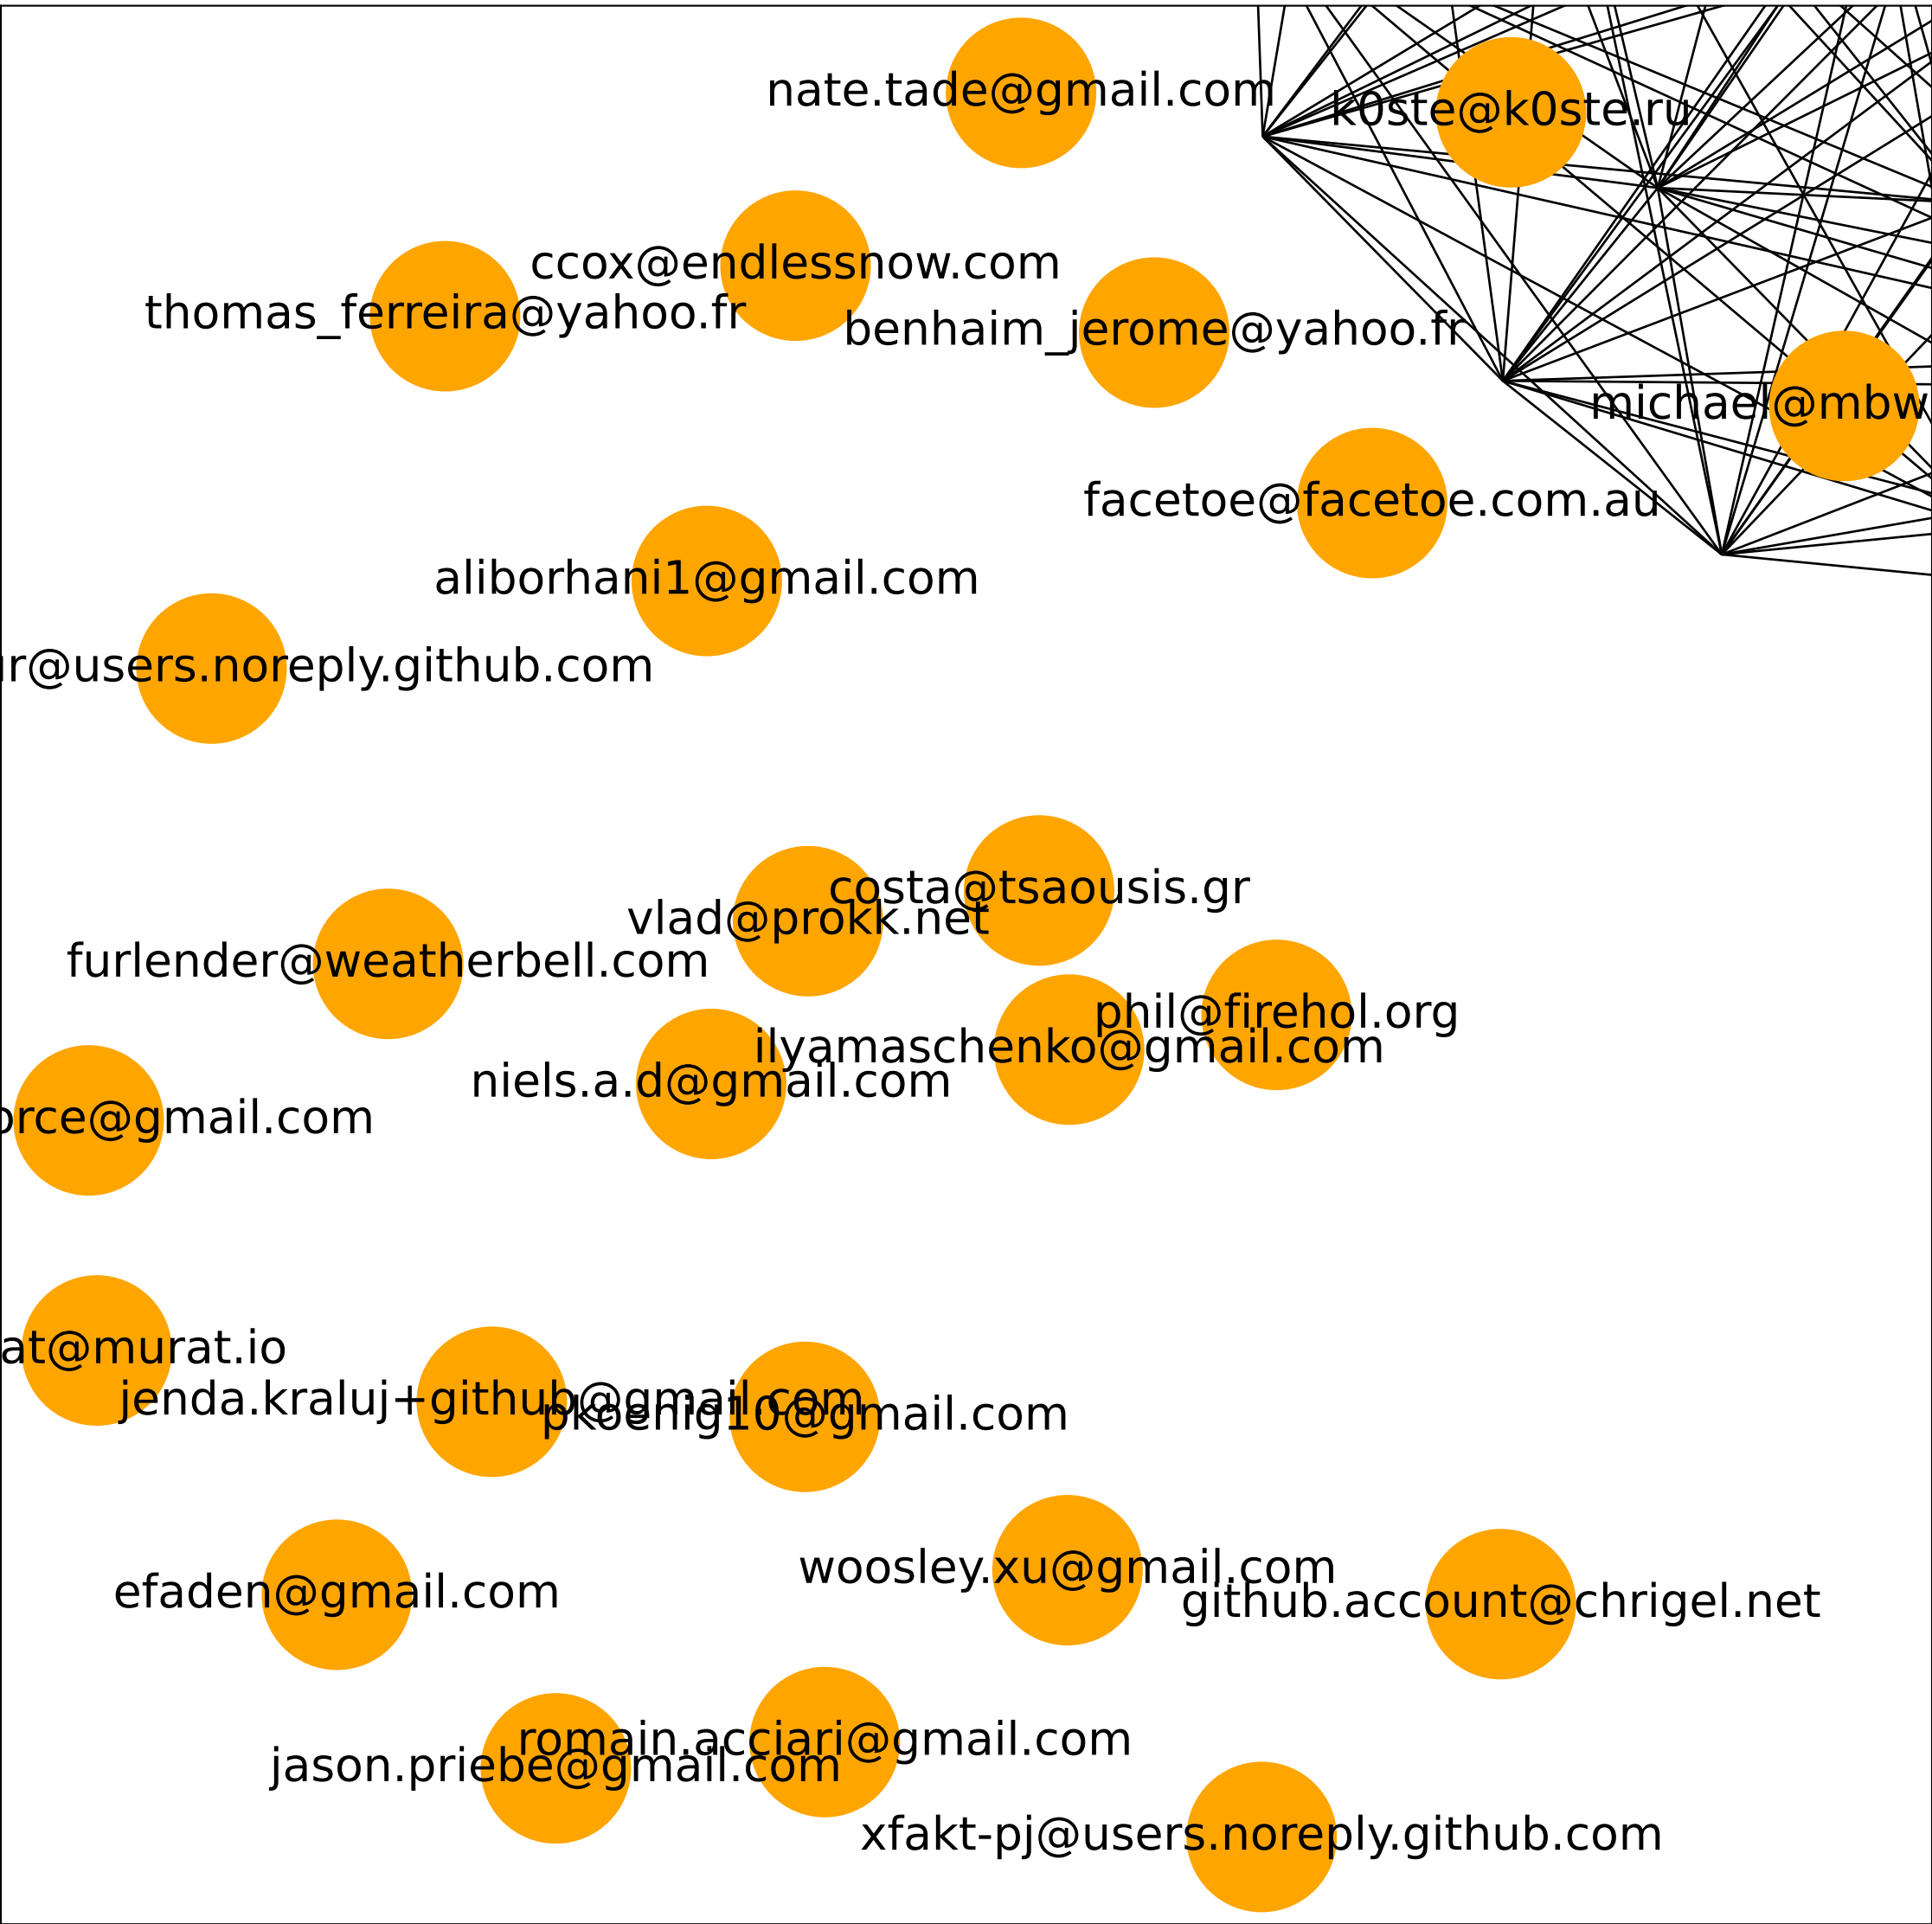 nate.tade@gmail.com
k0ste@k0ste.ru
ccox@endlessnow.com
thomas_ferreira@yahoo.fr
benhaim_jerome@yahoo.fr
michael@mbw
facetoe@facetoe.com.au
aliborhani1@gmail.com
ur@users.noreply.github.com
costa@tsaousis.gr
vlad@prokk.net
furlender@weatherbell.com
phil@firehol.org
ilyamaschenko@gmail.com
niels.a.d@gmail.com
orce@gmail.com
at@murat.io
jenda.kraluj+github@gmail.com
pkoenig10@gmail.com
woosley.xu@gmail.com
efaden@gmail.com
github.account@chrigel.net
romain.acciari@gmail.com
jason.priebe@gmail.com
xfakt-pj@users.noreply.github.com